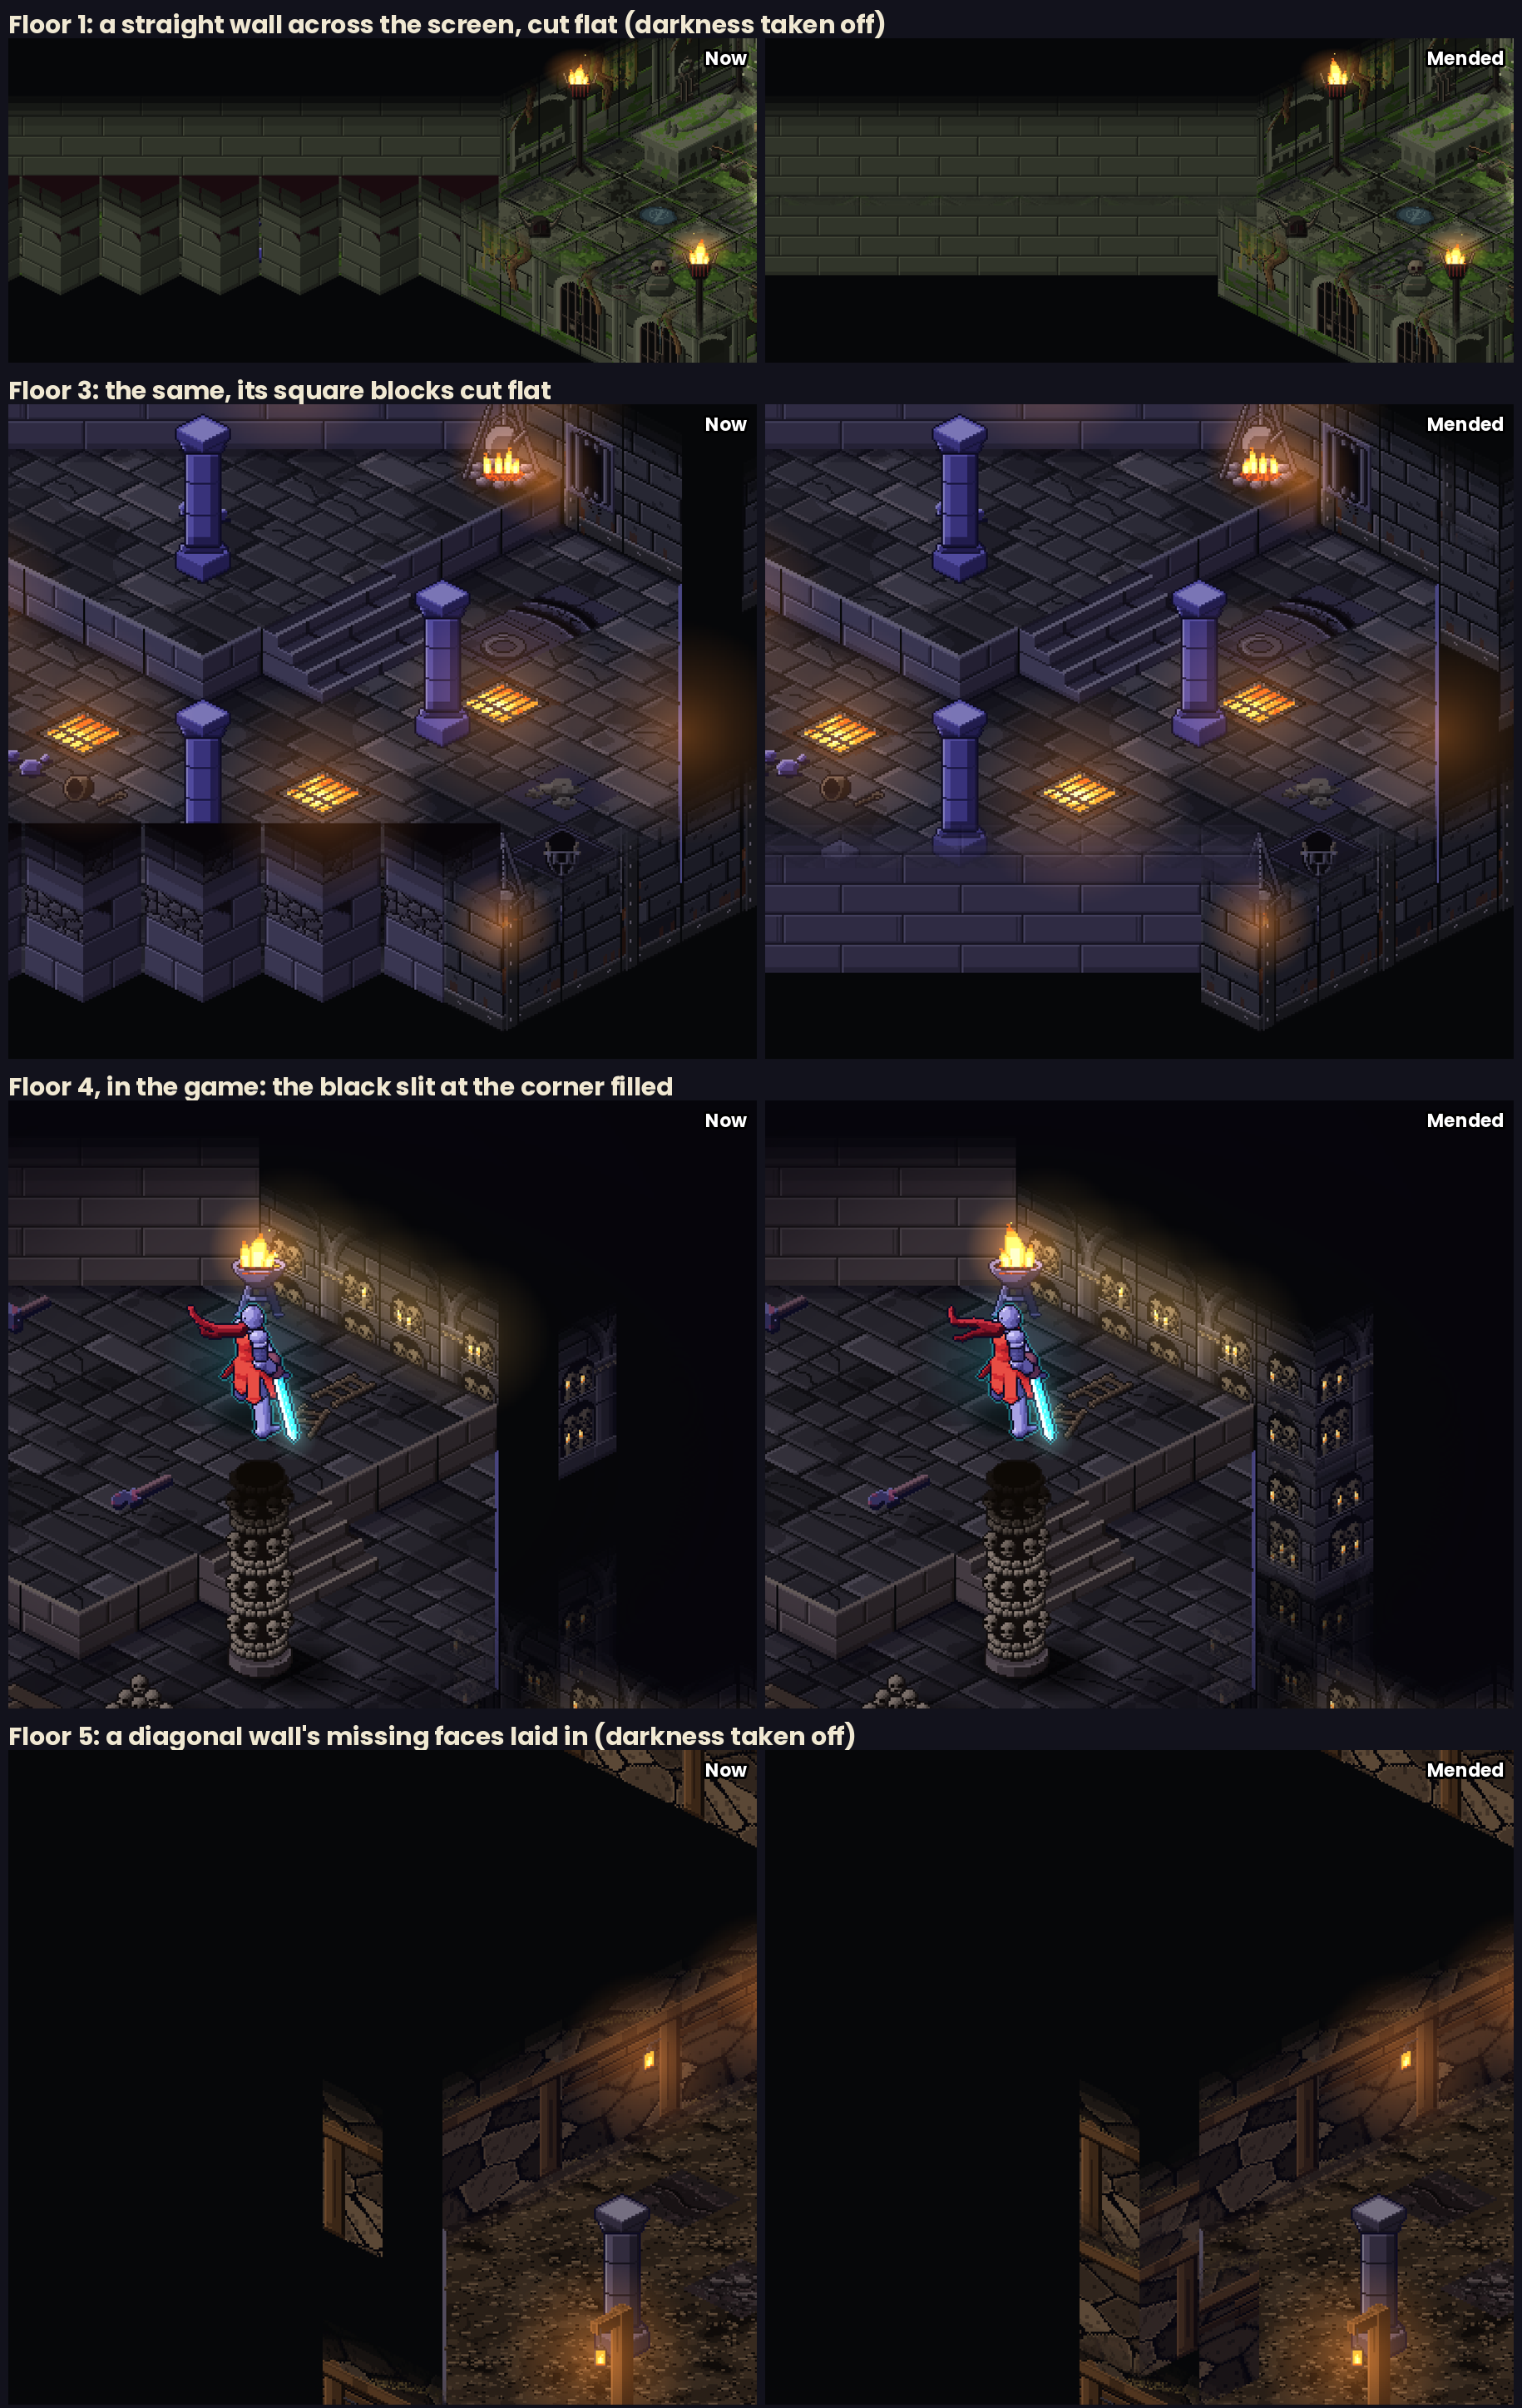 Floor 1: a straight wall across the screen, cut flat (darkness taken off)
Now
Mended
Floor 3: the same, its square blocks cut flat
Now
Mended
Floor 4, in the game: the black slit at the corner filled
Now
Mended
Floor 5: a diagonal wall's missing faces laid in (darkness taken off)
Now
Mended